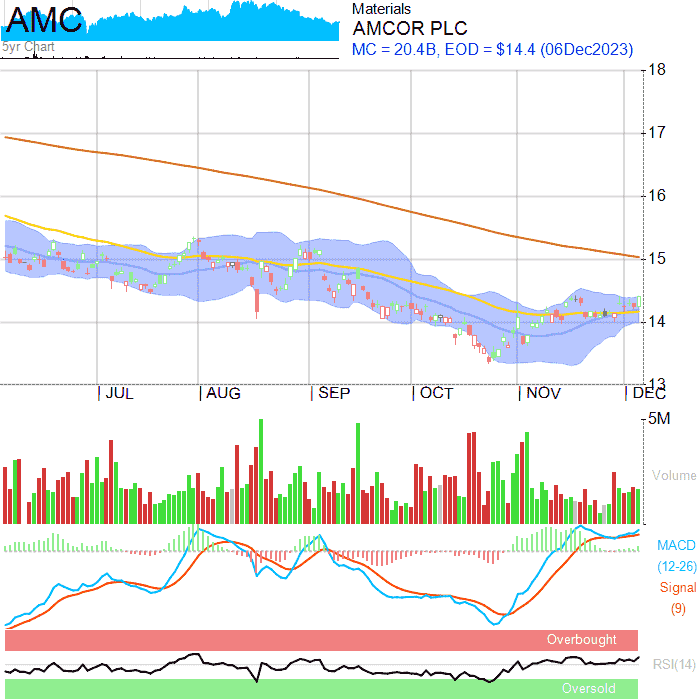 AMC
5yr Chart
Materials
AMCOR PLC
MC = 20.4B, EOD = $14.4 (06Dec2023)
18
17
16
15
14
13
JUL
AUG
SEP
OCT
NOV
DEC
5M
Volume
MACD
(12-26)
Signal
(9)
Overbought
RSI(14)
Oversold